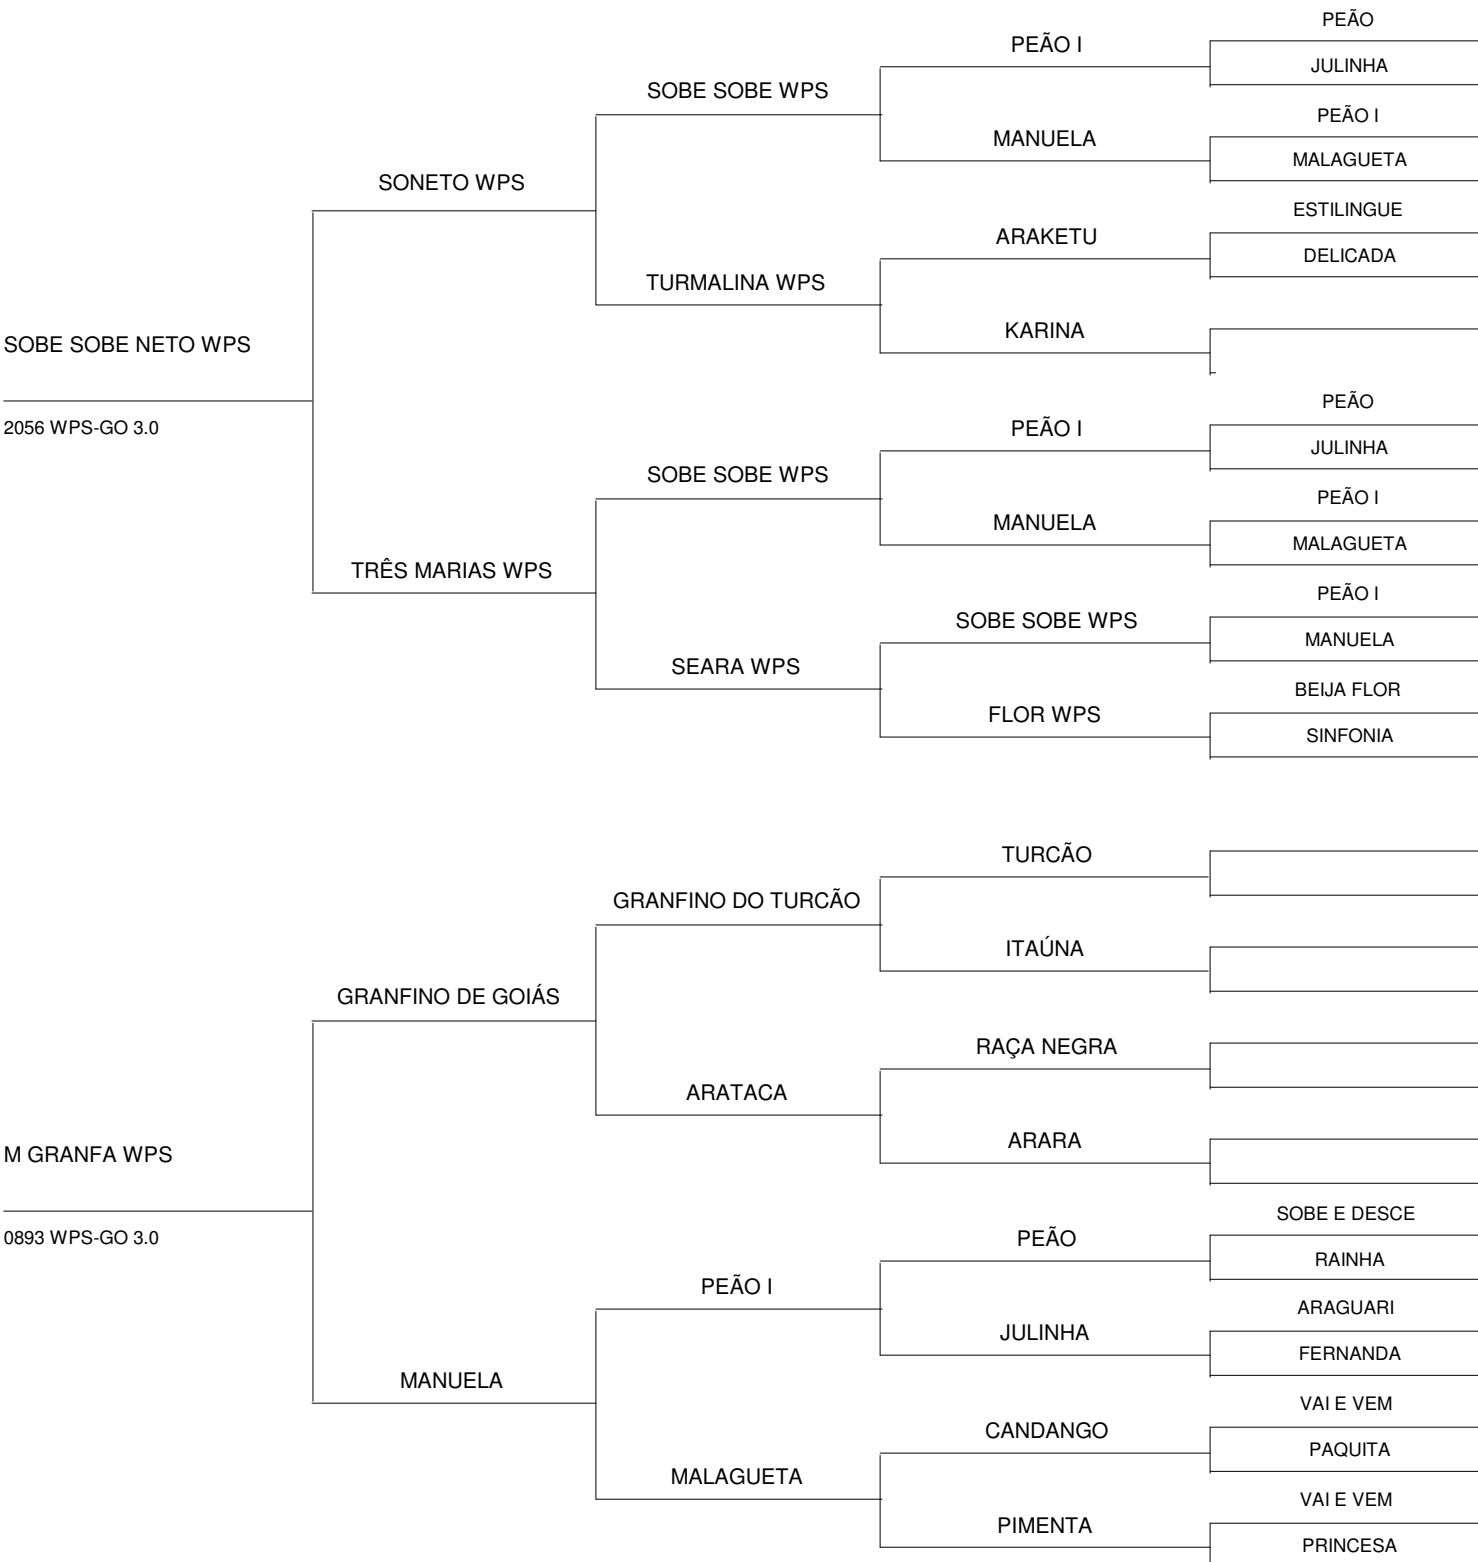 PEÃO
PEÃO I
JULINHA
SOBE SOBE WPS
PEÃO I
MANUELA
MALAGUETA
SONETO WPS
ESTILINGUE
ARAKETU
DELICADA
TURMALINA WPS
KARINA
SOBE SOBE NETO WPS
2056 WPS-GO 3.0
PEÃO
PEÃO I
JULINHA
SOBE SOBE WPS
PEÃO I
MANUELA
MALAGUETA
TRÊS MARIAS WPS
PEÃO I
SOBE SOBE WPS
MANUELA
SEARA WPS
BEIJA FLOR
FLOR WPS
SINFONIA
TURCÃO
GRANFINO DO TURCÃO
ITAÚNA
GRANFINO DE GOIÁS
RAÇA NEGRA
ARATACA
ARARA
M GRANFA WPS
0893 WPS-GO 3.0
SOBE E DESCE
PEÃO
RAINHA
PEÃO I
ARAGUARI
JULINHA
FERNANDA
MANUELA
VAI E VEM
CANDANGO
PAQUITA
MALAGUETA
VAI E VEM
PIMENTA
PRINCESA